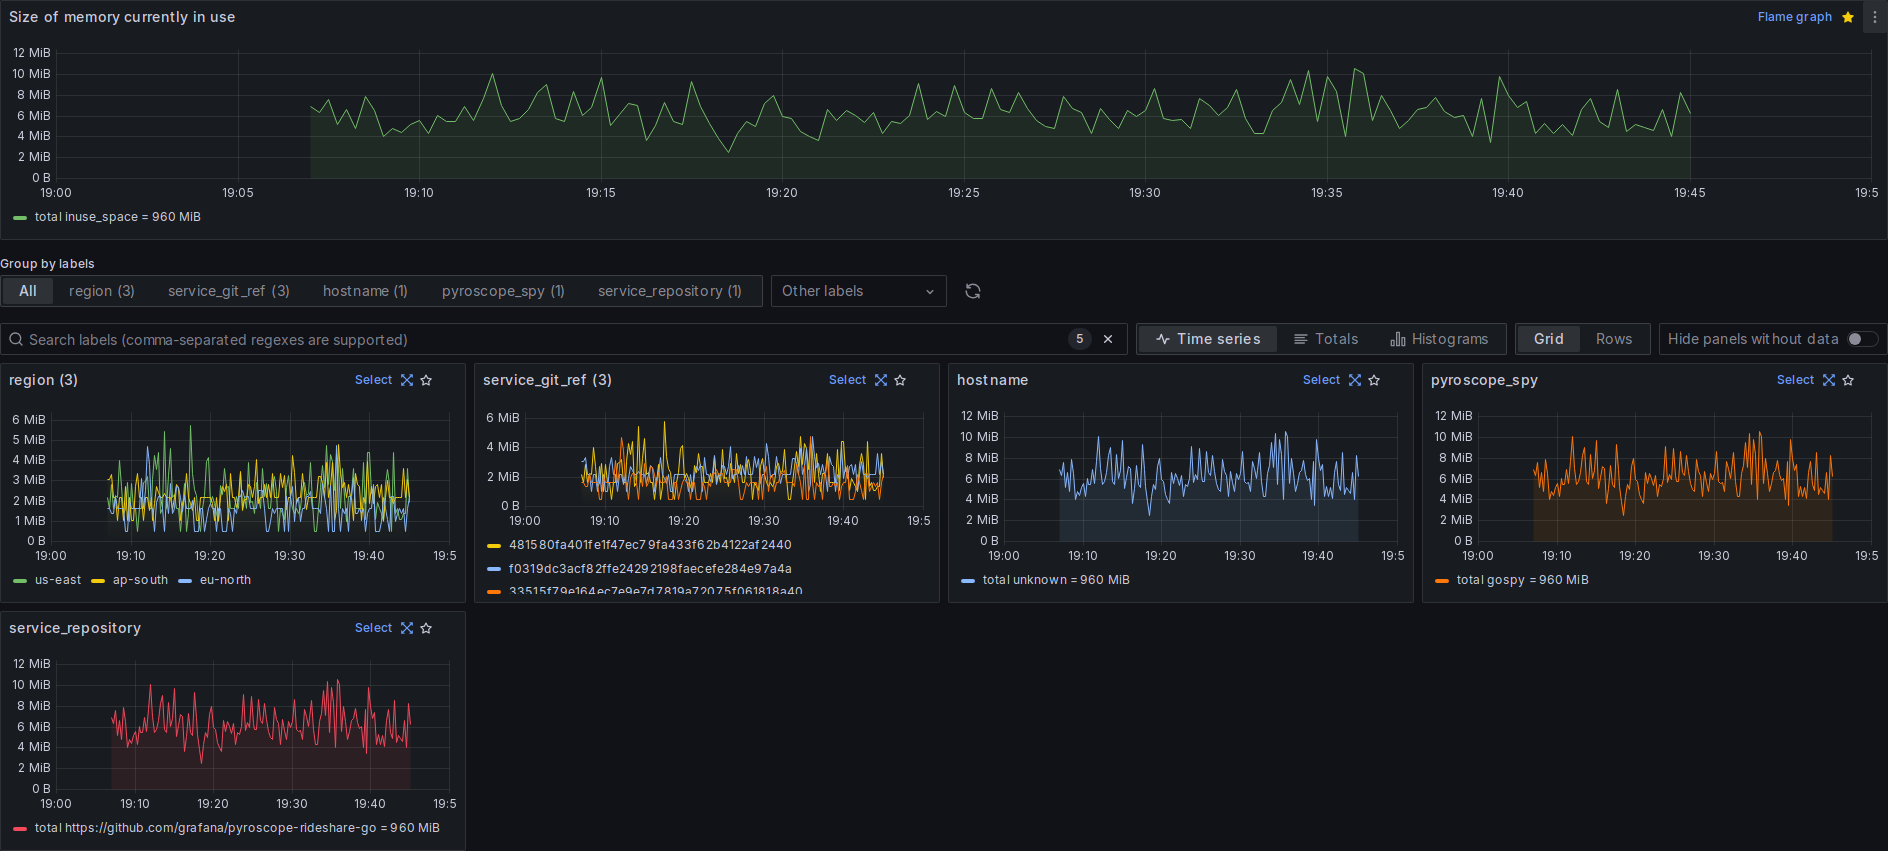 Size of memory currently in use
Flame graph
12 MiB
10 MiB
8 MiB
6 MiB
4 MiB
2 MiB
0 B
19:00 19:05 19:10 19:15 19:20 19:25 19:30 19:35 19:40 19:45 19:5
total inuse_space = 960 MiB
Group by labels
All region (3) service_git_ref (3) hostname (1) pyroscope_spy (1) service_repository (1) Other labels
Search labels (comma-separated regexes are supported) 5 Time series Totals Histograms Grid Rows Hide panels without data
region (3) Select
6 MiB
5 MiB
4 MiB
3 MiB
2 MiB
1 MiB
0 B
19:00 19:10 19:20 19:30 19:40 19:5
us-east ap-south eu-north
service_git_ref (3) Select
6 MiB
4 MiB
2 MiB
0 B
19:00 19:10 19:20 19:30 19:40 19:5
481580fa401fe1f47ec79fa433f62b4122af2440
f0319dc3acf82ffe24292198faecefe284e97a4a
33515f79e164ec7e9e7d7819a72075f061818a40
hostname Select
12 MiB
10 MiB
8 MiB
6 MiB
4 MiB
2 MiB
0 B
19:00 19:10 19:20 19:30 19:40 19:5
total unknown = 960 MiB
pyroscope_spy Select
12 MiB
10 MiB
8 MiB
6 MiB
4 MiB
2 MiB
0 B
19:00 19:10 19:20 19:30 19:40 19:5
total gospy = 960 MiB
service_repository Select
12 MiB
10 MiB
8 MiB
6 MiB
4 MiB
2 MiB
0 B
19:00 19:10 19:20 19:30 19:40 19:5
total https://github.com/grafana/pyroscope-rideshare-go = 960 MiB